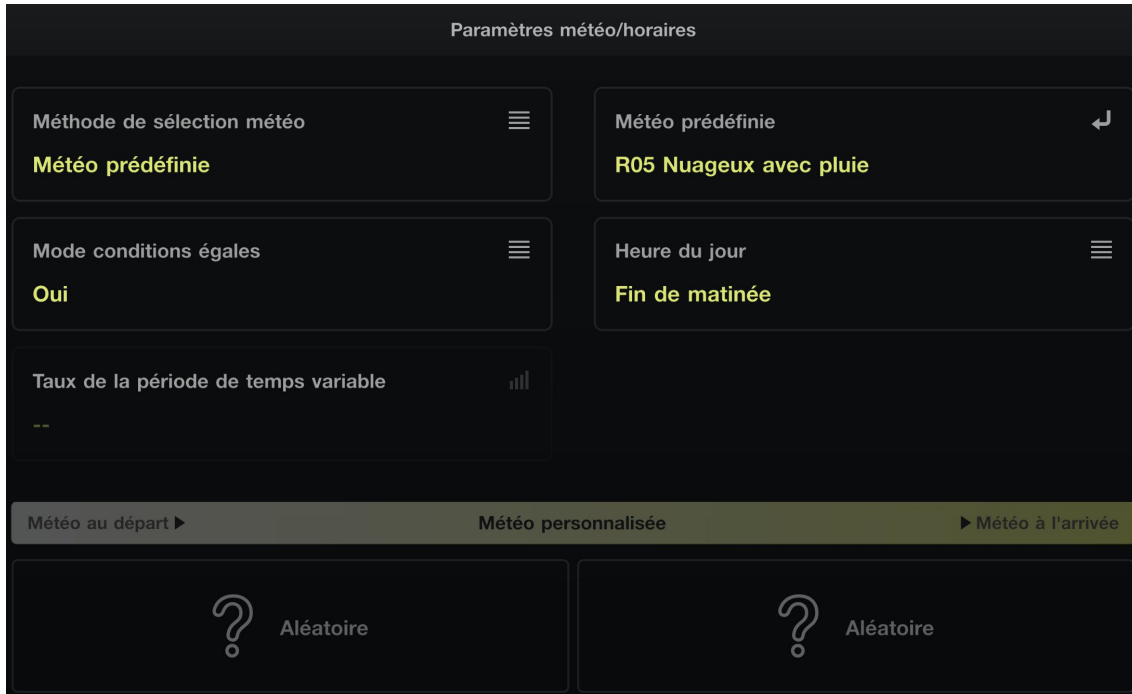 Paramètres météo/horaires
Méthode de sélection météo
Météo prédéfinie
Météo prédéfinie
R05 Nuageux avec pluie
Mode conditions égales
Oui
Heure du jour
Fin de matinée
Taux de la période de temps variable
--
Météo au départ
Météo personnalisée
Météo à l'arrivée
Aléatoire
Aléatoire